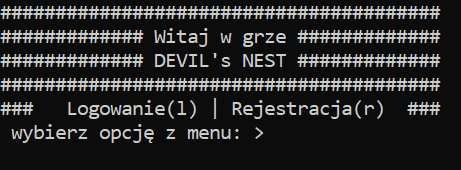 #########################################
############# Witaj w grze #############
############# DEVIL's NEST #############
#########################################
###   Logowanie(l) | Rejestracja(r)  ###
 wybierz opcję z menu: >